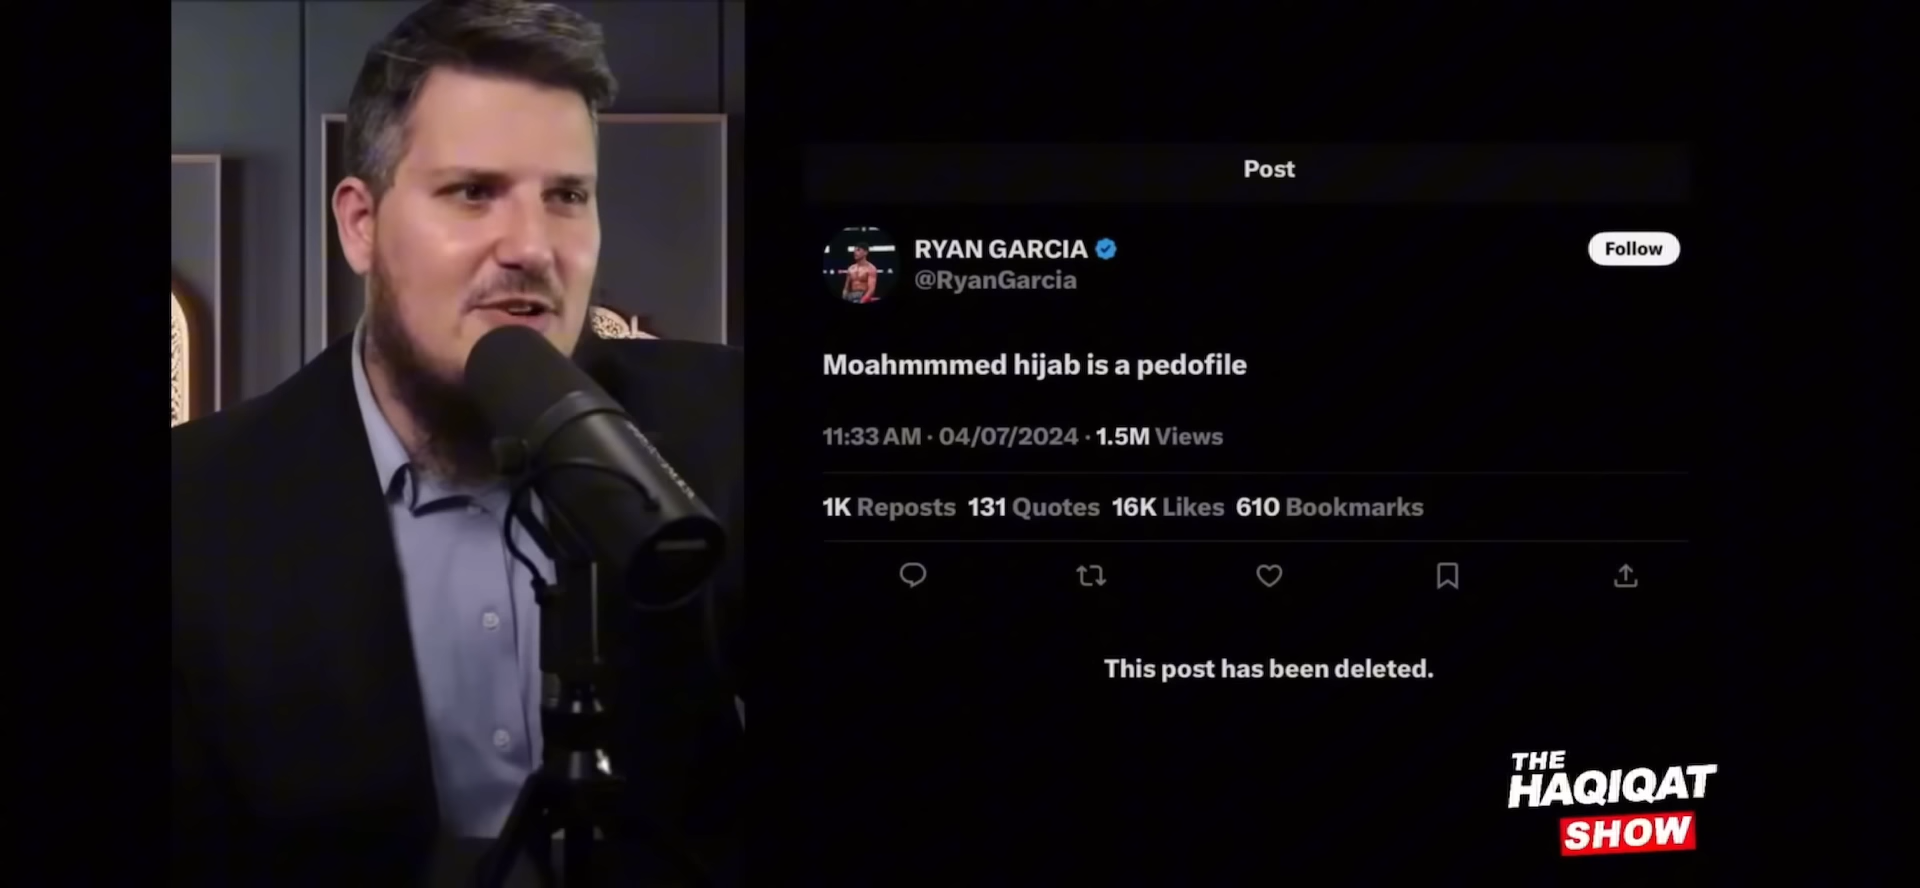 Post
RYAN GARCIA
@RyanGarcia
Follow
Moahmmmed hijab is a pedofile
11:33 AM · 04/07/2024 · 1.5M Views
1K Reposts 131 Quotes 16K Likes 610 Bookmarks
This post has been deleted.
THE
HAQIQAT
SHOW